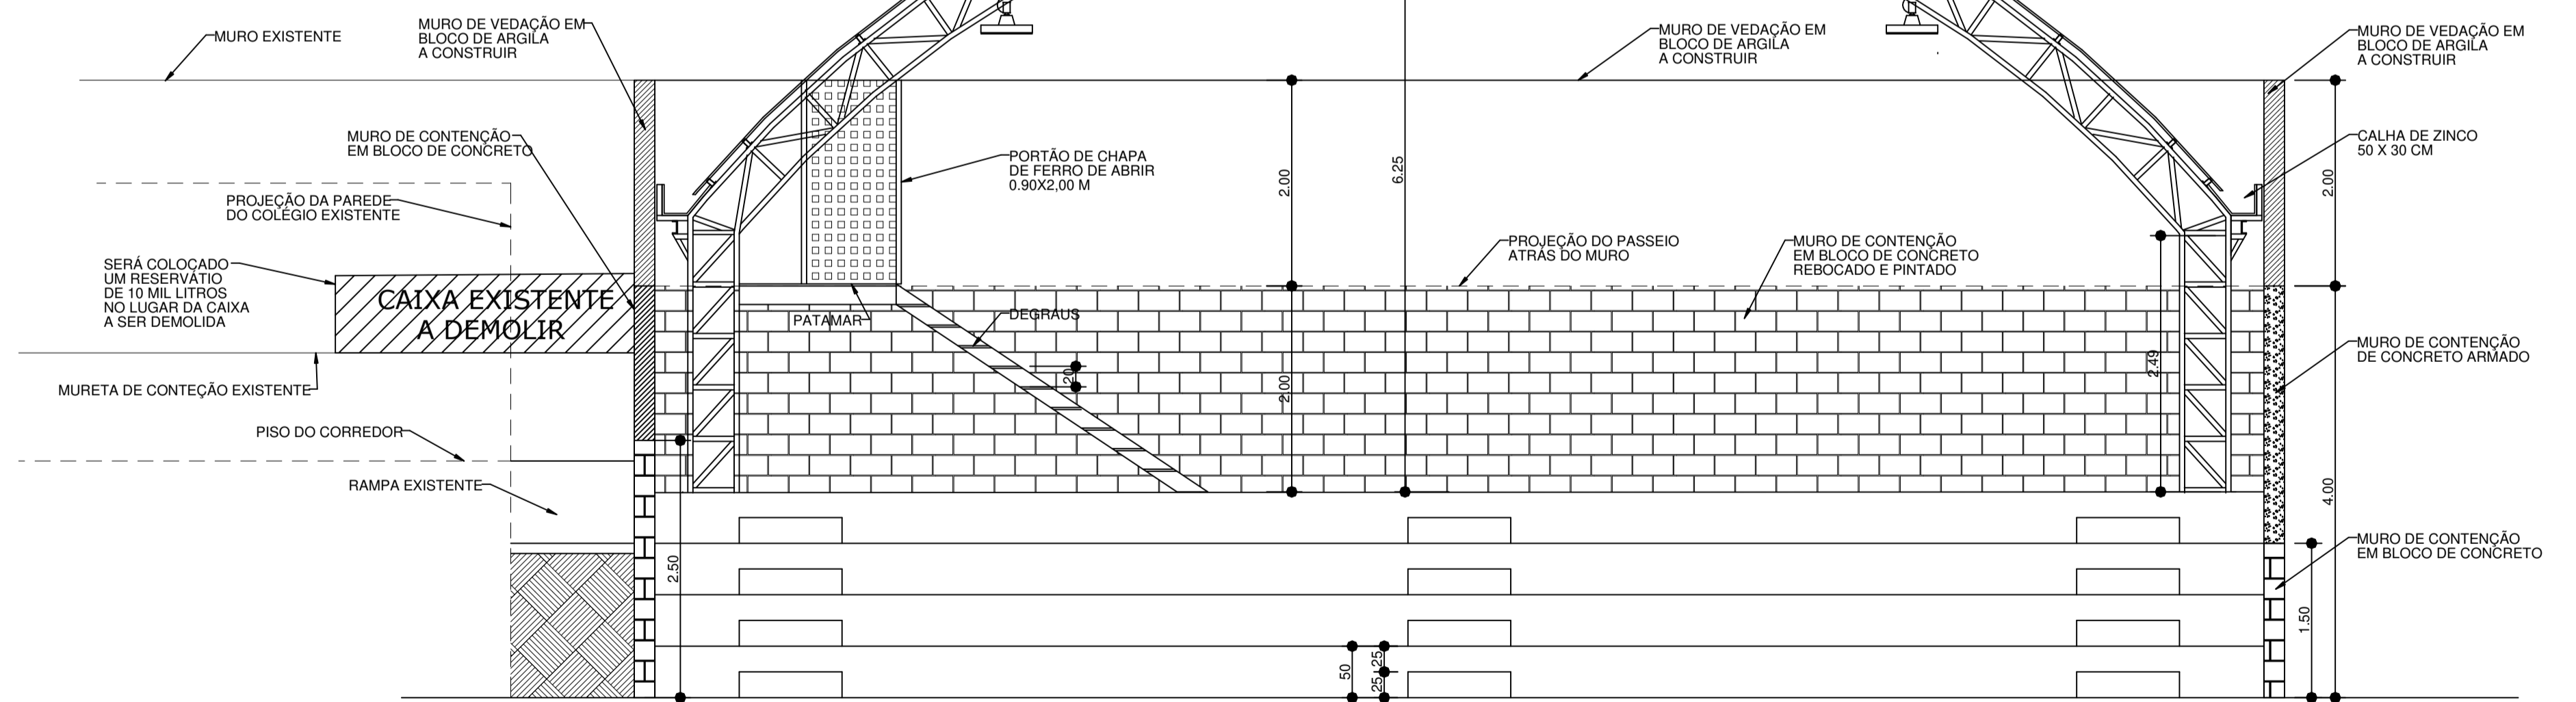 MURO EXISTENTE
MURO DE VEDAÇÃO EM
BLOCO DE ARGILA
A CONSTRUIR
MURO DE CONTENÇÃO
EM BLOCO DE CONCRETO
PROJEÇÃO DA PAREDE
DO COLÉGIO EXISTENTE
SERÁ COLOCADO
UM RESERVÁTIO
DE 10 MIL LITROS
NO LUGAR DA CAIXA
A SER DEMOLIDA
CAIXA EXISTENTE
A DEMOLIR
MURETA DE CONTEÇÃO EXISTENTE
PISO DO CORREDOR
RAMPA EXISTENTE
2.50
PORTÃO DE CHAPA
DE FERRO DE ABRIR
0.90X2,00 M
PATAMAR
DEGRAUS
20
2.00
2.00
6.25
50
25
25
MURO DE VEDAÇÃO EM
BLOCO DE ARGILA
A CONSTRUIR
PROJEÇÃO DO PASSEIO
ATRÁS DO MURO
MURO DE CONTENÇÃO
EM BLOCO DE CONCRETO
REBOCADO E PINTADO
2.49
MURO DE VEDAÇÃO EM
BLOCO DE ARGILA
A CONSTRUIR
CALHA DE ZINCO
50 X 30 CM
2.00
MURO DE CONTENÇÃO
DE CONCRETO ARMADO
4.00
MURO DE CONTENÇÃO
EM BLOCO DE CONCRETO
1.50